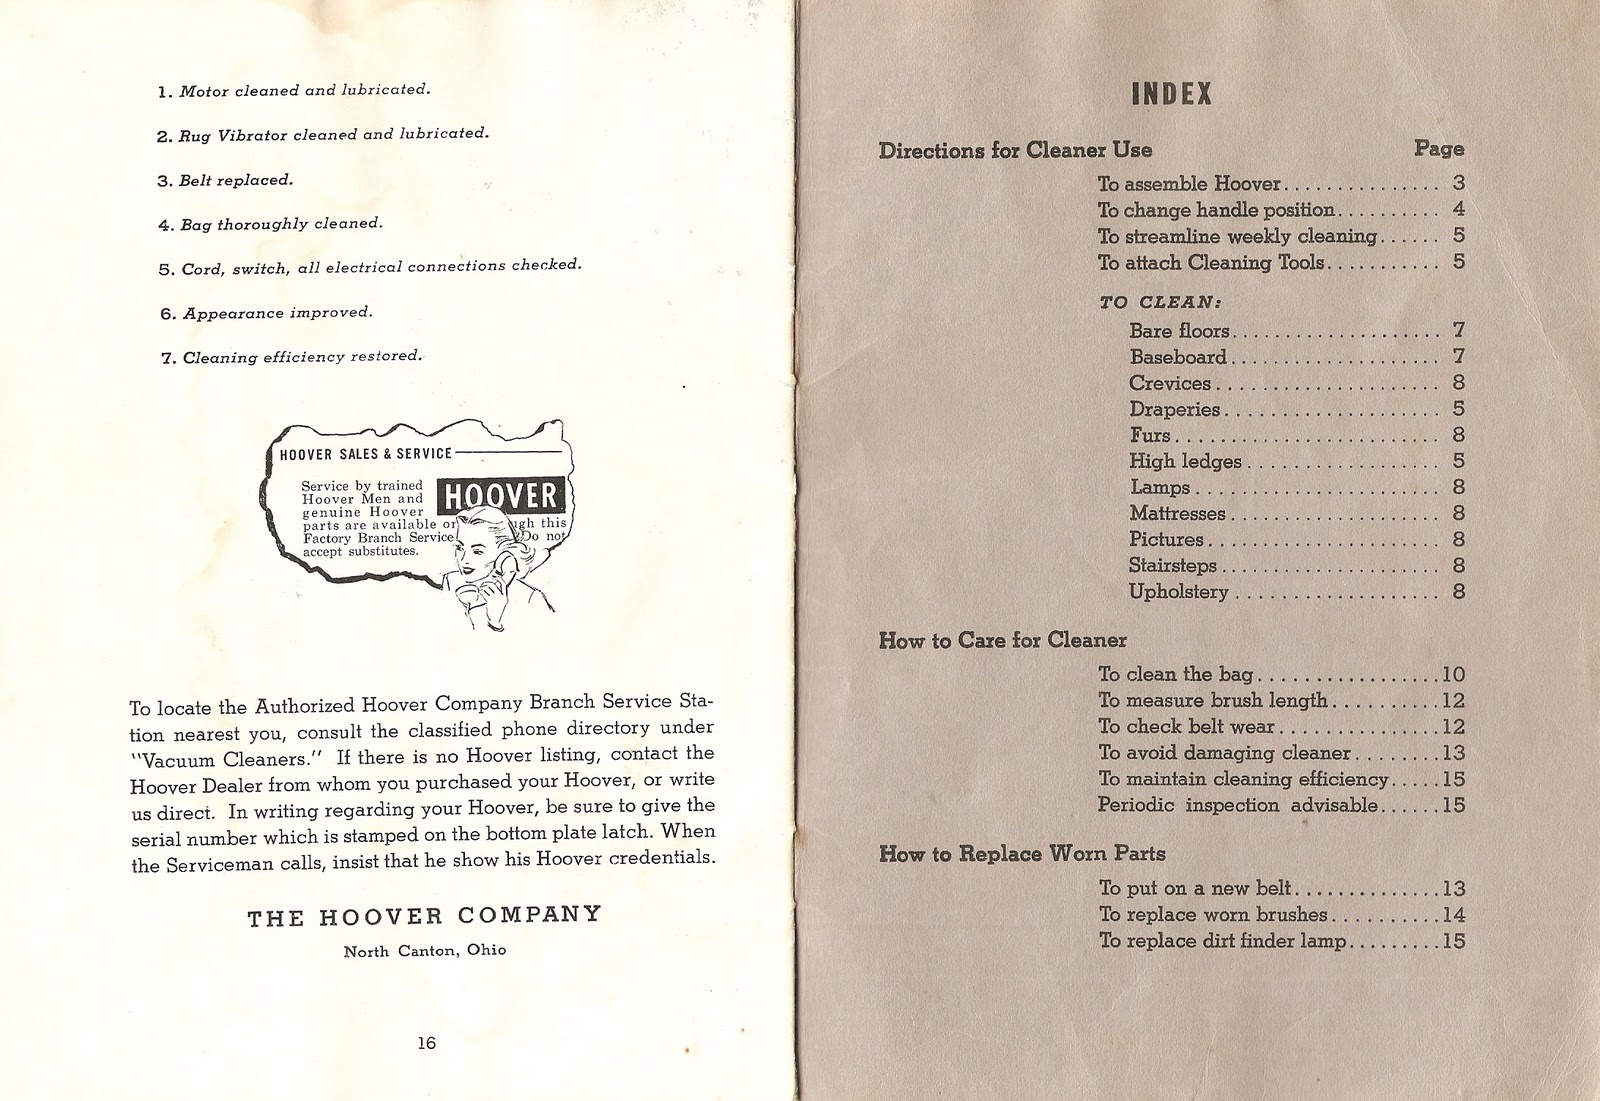 1. Motor cleaned and lubricated.
2. Rug Vibrator cleaned and lubricated.
3. Belt replaced.
4. Bag thoroughly cleaned.
5. Cord, switch, all electrical connections checked.
6. Appearance improved.
7. Cleaning efficiency restored.
HOOVER SALES & SERVICE
Service by trained
Hoover Men and
genuine Hoover
parts are available or
Factory Branch Service
accept substitutes.
HOOVER
gh this
Do not
To locate the Authorized Hoover Company Branch Service Sta-
tion nearest you, consult the classified phone directory under
"Vacuum Cleaners." If there is no Hoover listing, contact the
Hoover Dealer from whom you purchased your Hoover, or write
us direct. In writing regarding your Hoover, be sure to give the
serial number which is stamped on the bottom plate latch. When
the Serviceman calls, insist that he show his Hoover credentials.
THE HOOVER COMPANY
North Canton, Ohio
16
INDEX
Directions for Cleaner Use Page
To assemble Hoover............... 3
To change handle position.......... 4
To streamline weekly cleaning...... 5
To attach Cleaning Tools........... 5
TO CLEAN:
Bare floors.................... 7
Baseboard.................... 7
Crevices..................... 8
Draperies.................... 5
Furs......................... 8
High ledges................... 5
Lamps....................... 8
Mattresses.................... 8
Pictures...................... 8
Stairsteps..................... 8
Upholstery.................... 8
How to Care for Cleaner
To clean the bag.................10
To measure brush length..........12
To check belt wear...............12
To avoid damaging cleaner........13
To maintain cleaning efficiency.....15
Periodic inspection advisable......15
How to Replace Worn Parts
To put on a new belt..............13
To replace worn brushes..........14
To replace dirt finder lamp.........15